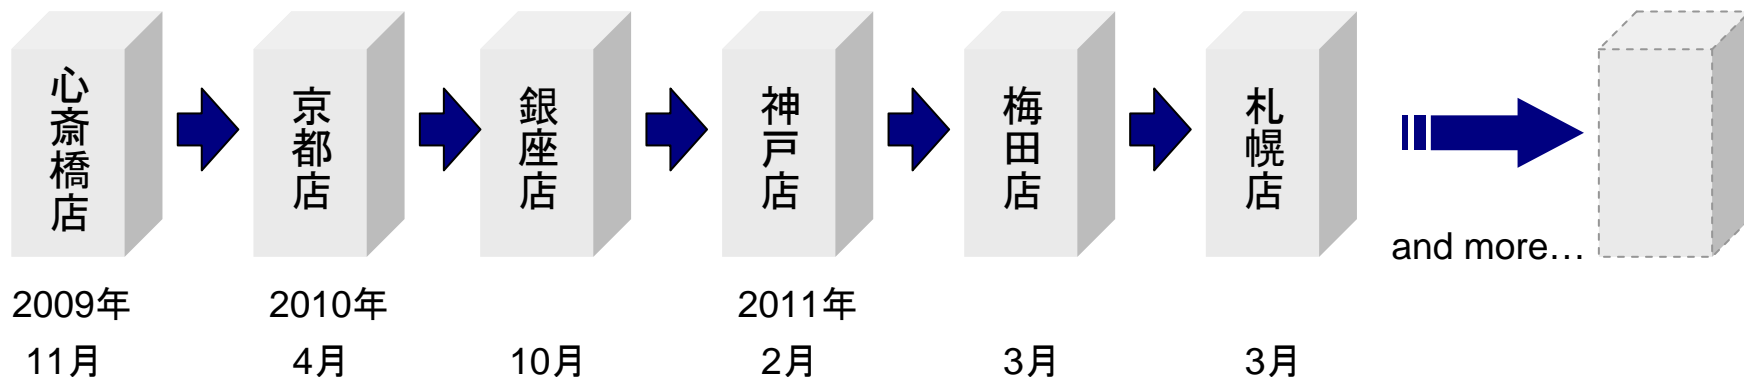 心斎橋店
京都店
銀座店
神戸店
梅田店
札幌店
and more…
2009年
2010年
2011年
11月
4月
10月
2月
3月
3月